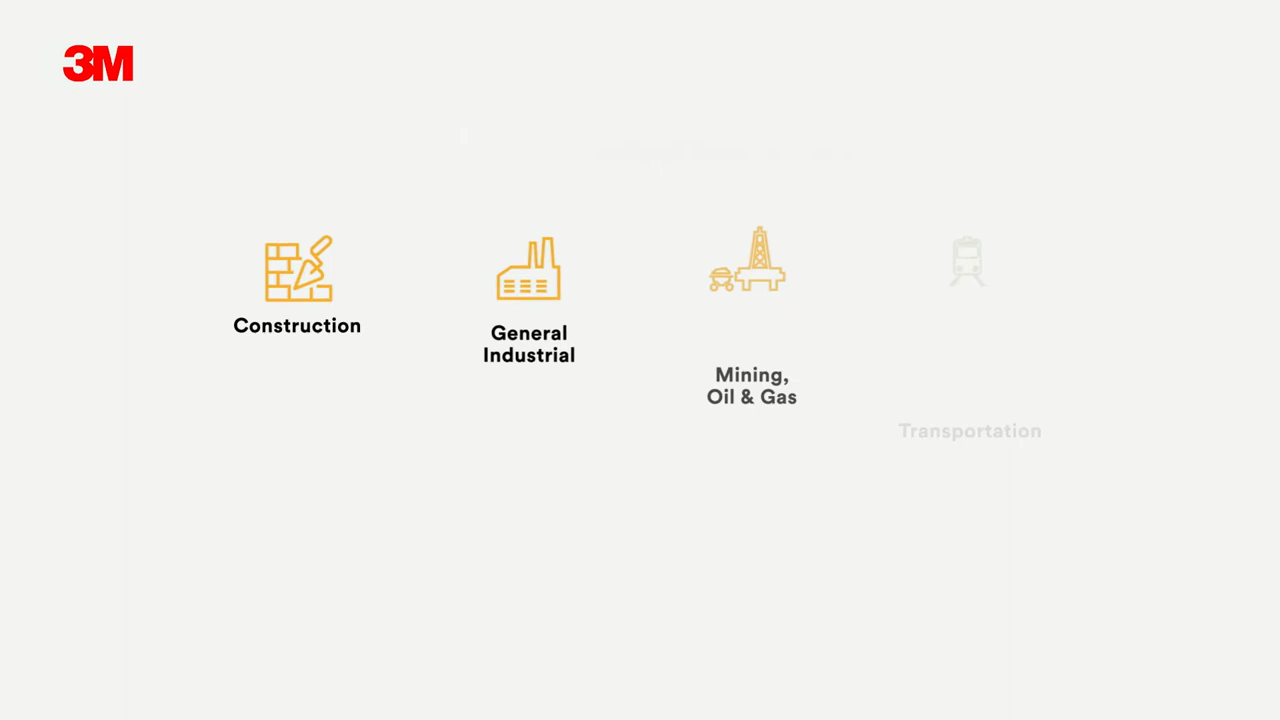 3M
Construction
General
Industrial
Mining,
Oil & Gas
Transportation